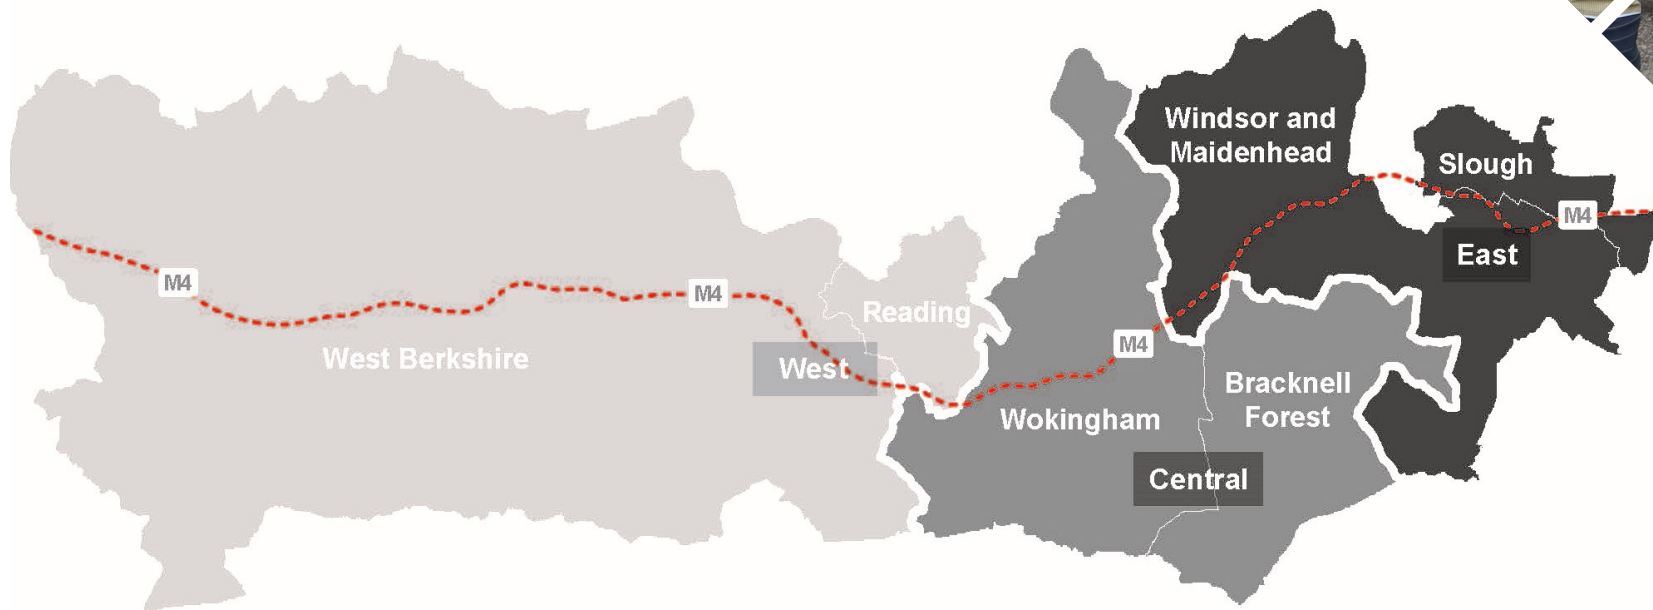 Windsor and
Maidenhead
Slough
M4
East
M4
M4
Reading
West Berkshire
West
M4
Bracknell
Forest
Wokingham
Central